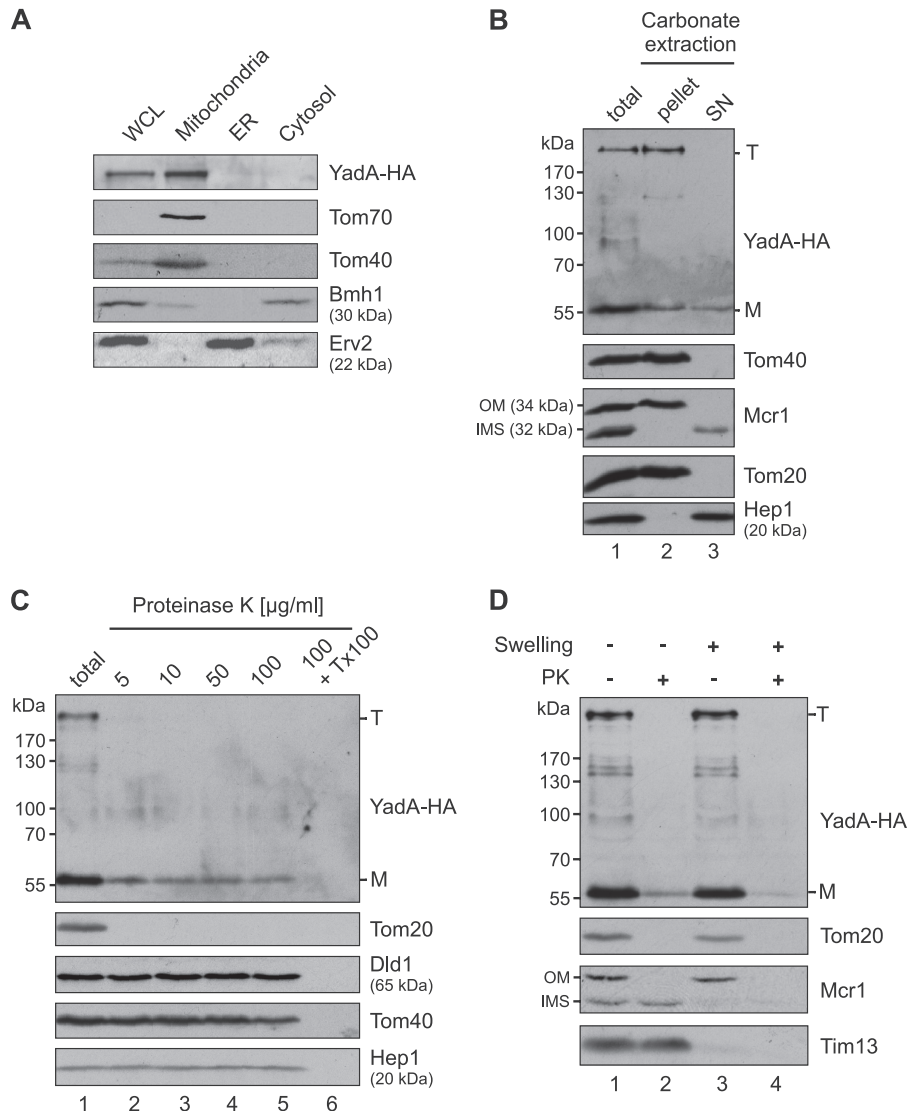 A
WCL
Mitochondria
ER
Cytosol
YadA-HA
Tom70
Tom40
Bmh1
(30 kDa)
Erv2
(22 kDa)
B
Carbonate
extraction
total
pellet
SN
kDa
170
130
100
70
55
T
YadA-HA
M
Tom40
OM (34 kDa)
IMS (32 kDa)
Mcr1
Tom20
Hep1
(20 kDa)
1 2 3
C
Proteinase K [µg/ml]
total
5
10
50
100
100
+ Tx100
kDa
170
130
100
70
55
T
YadA-HA
M
Tom20
Dld1
(65 kDa)
Tom40
Hep1
(20 kDa)
1 2 3 4 5 6
D
Swelling - - + +
PK - + - +
kDa
170
130
100
70
55
T
YadA-HA
M
Tom20
OM
IMS
Mcr1
Tim13
1 2 3 4